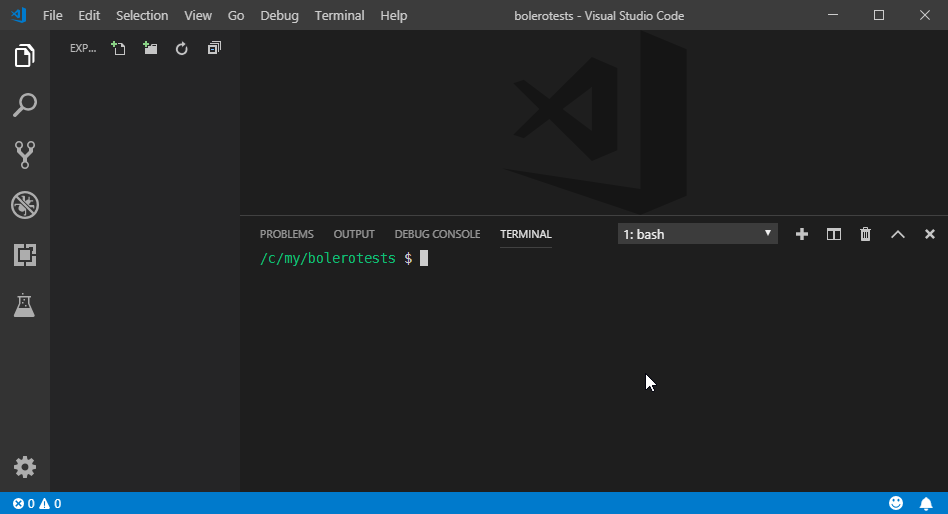 File Edit Selection View Go Debug Terminal Help bolerotests - Visual Studio Code
EXP...
PROBLEMS OUTPUT DEBUG CONSOLE TERMINAL 1: bash
/c/my/bolerotests $
0 0